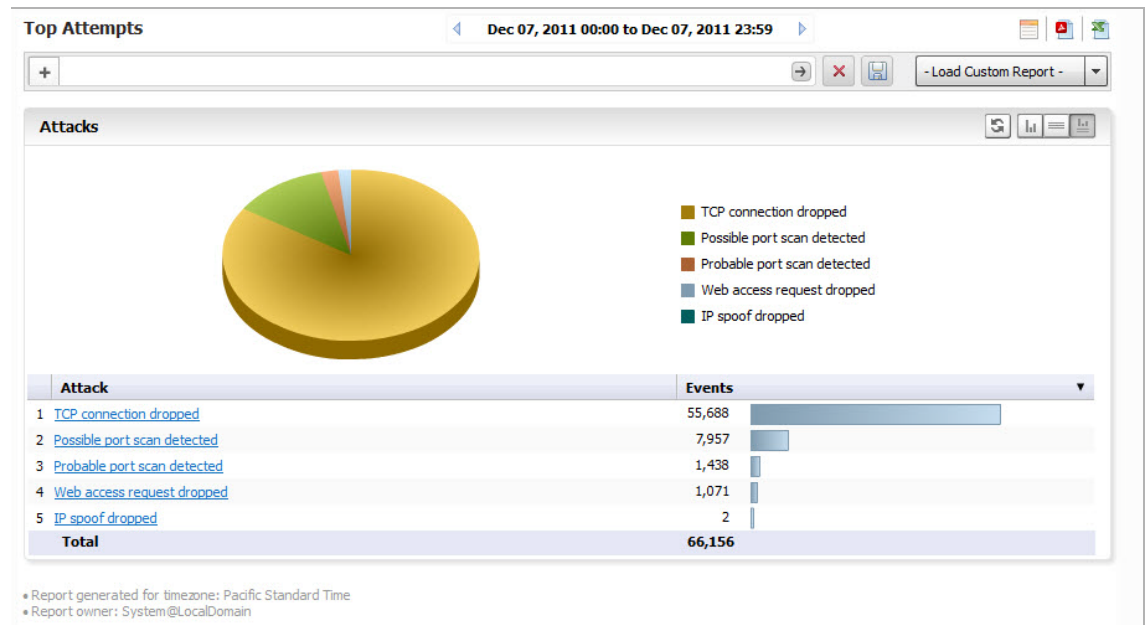 Top Attempts
Dec 07, 2011 00:00 to Dec 07, 2011 23:59
+
- Load Custom Report -
Attacks
TCP connection dropped
Possible port scan detected
Probable port scan detected
Web access request dropped
IP spoof dropped
Attack Events
1 TCP connection dropped 55,688
2 Possible port scan detected 7,957
3 Probable port scan detected 1,438
4 Web access request dropped 1,071
5 IP spoof dropped 2
Total 66,156
• Report generated for timezone: Pacific Standard Time
• Report owner: System@LocalDomain